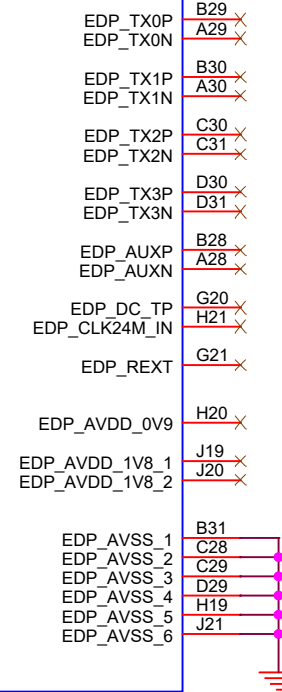 EDP_TX0P B29
EDP_TX0N A29
EDP_TX1P B30
EDP_TX1N A30
EDP_TX2P C30
EDP_TX2N C31
EDP_TX3P D30
EDP_TX3N D31
EDP_AUXP B28
EDP_AUXN A28
EDP_DC_TP G20
EDP_CLK24M_IN H21
EDP_REXT G21
EDP_AVDD_0V9 H20
EDP_AVDD_1V8_1 J19
EDP_AVDD_1V8_2 J20
EDP_AVSS_1 B31
EDP_AVSS_2 C28
EDP_AVSS_3 C29
EDP_AVSS_4 D29
EDP_AVSS_5 H19
EDP_AVSS_6 J21